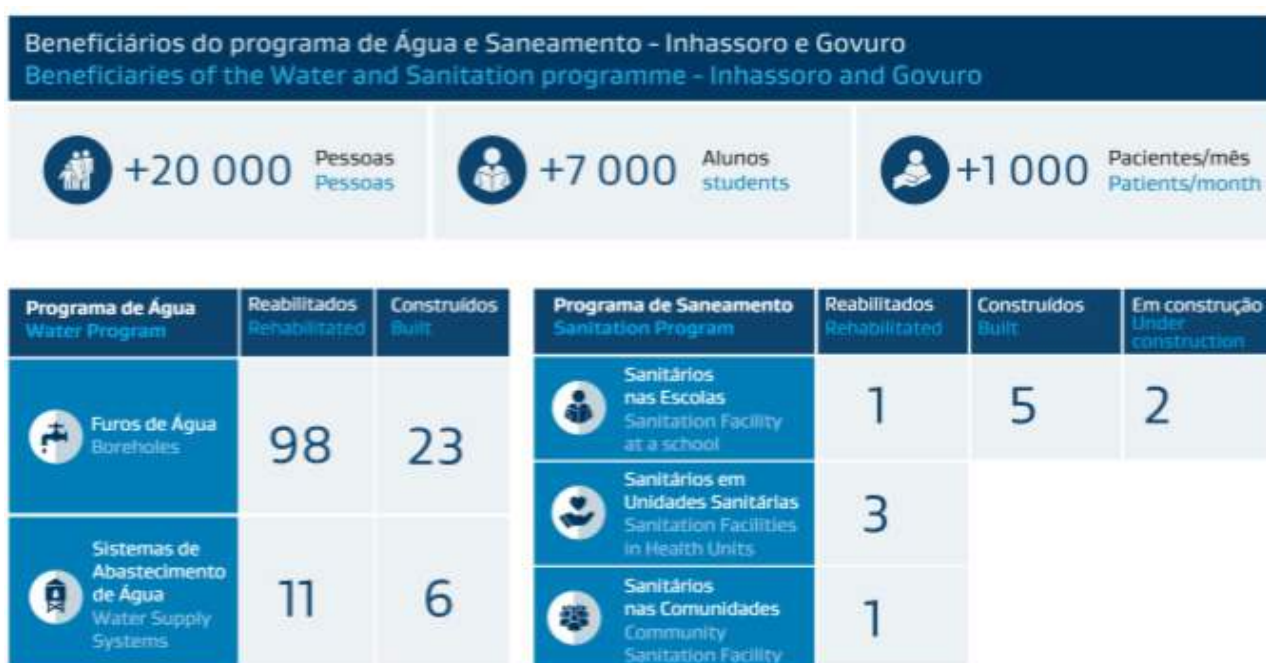 Beneficiários do programa de Água e Saneamento - Inhassoro e Govuro
Beneficiaries of the Water and Sanitation programme - Inhassoro and Govuro
+20 000
Pessoas
Pessoas
+7 000
Alunos
students
+1 000
Pacientes/mês
Patients/month
Programa de Água
Water Program
Reabilitados
Rehabilitated
Construídos
Built
Furos de Água
Boreholes
98
23
Sistemas de
Abastecimento
de Água
Water Supply
Systems
11
6
Programa de Saneamento
Sanitation Program
Reabilitados
Rehabilitated
Construídos
Built
Em construção
Under
construction
Sanitários
nas Escolas
Sanitation Facility
at a school
1
5
2
Sanitários em
Unidades Sanitárias
Sanitation Facilities
in Health Units
3
Sanitários
nas Comunidades
Community
Sanitation Facility
1